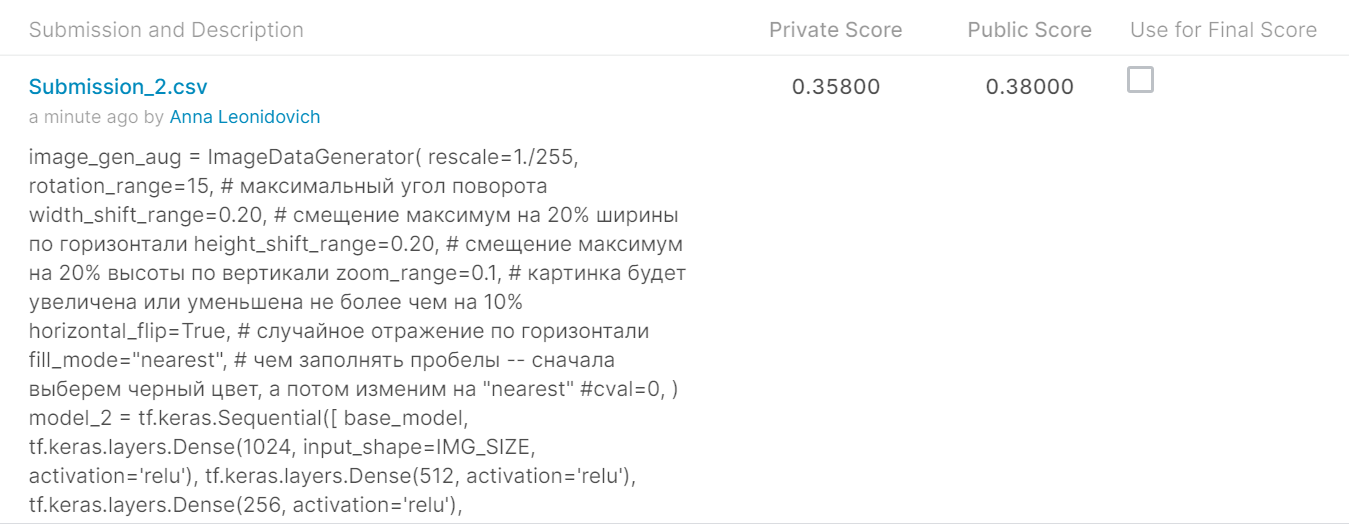 Submission and Description Private Score Public Score Use for Final Score
Submission_2.csv 0.35800 0.38000
a minute ago by Anna Leonidovich
image_gen_aug = ImageDataGenerator( rescale=1./255,
rotation_range=15, # максимальный угол поворота
width_shift_range=0.20, # смещение максимум на 20% ширины
по горизонтали height_shift_range=0.20, # смещение максимум
на 20% высоты по вертикали zoom_range=0.1, # картинка будет
увеличена или уменьшена не более чем на 10%
horizontal_flip=True, # случайное отражение по горизонтали
fill_mode="nearest", # чем заполнять пробелы -- сначала
выберем черный цвет, а потом изменим на "nearest" #cval=0, )
model_2 = tf.keras.Sequential([ base_model,
tf.keras.layers.Dense(1024, input_shape=IMG_SIZE,
activation='relu'), tf.keras.layers.Dense(512, activation='relu'),
tf.keras.layers.Dense(256, activation='relu'),